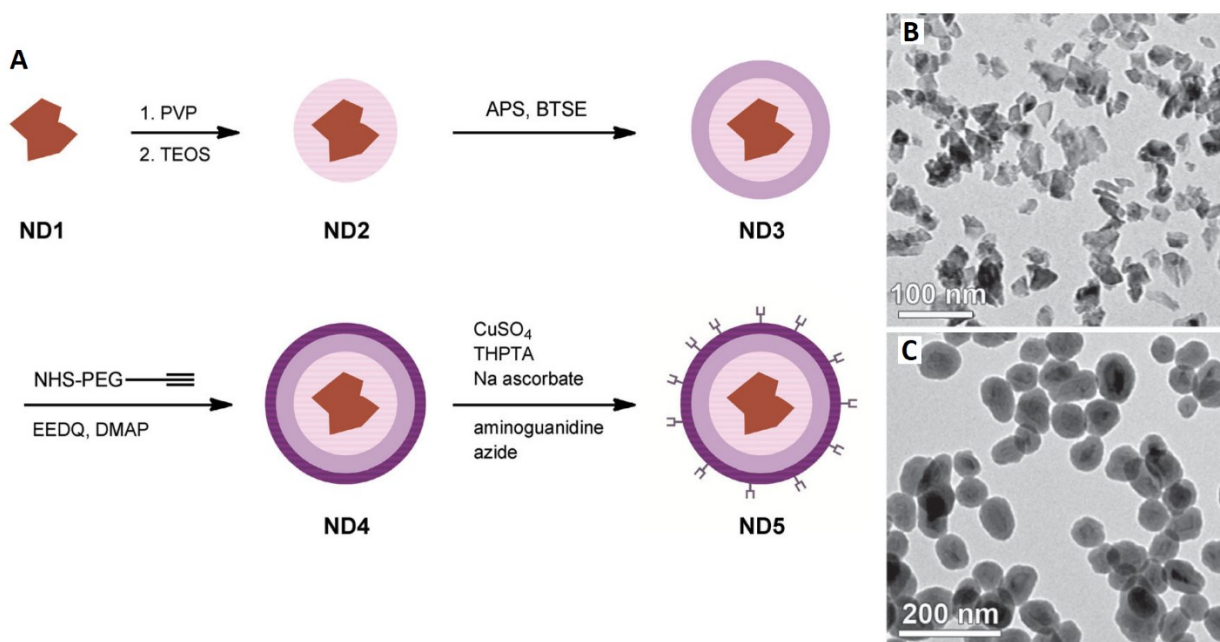 A
1. PVP
2. TEOS
APS, BTSE
ND1
ND2
ND3
NHS-PEG
EEDQ, DMAP
CuSO₄
THPTA
Na ascorbate
aminoguanidine
azide
ND4
ND5
B
100 nm
C
200 nm